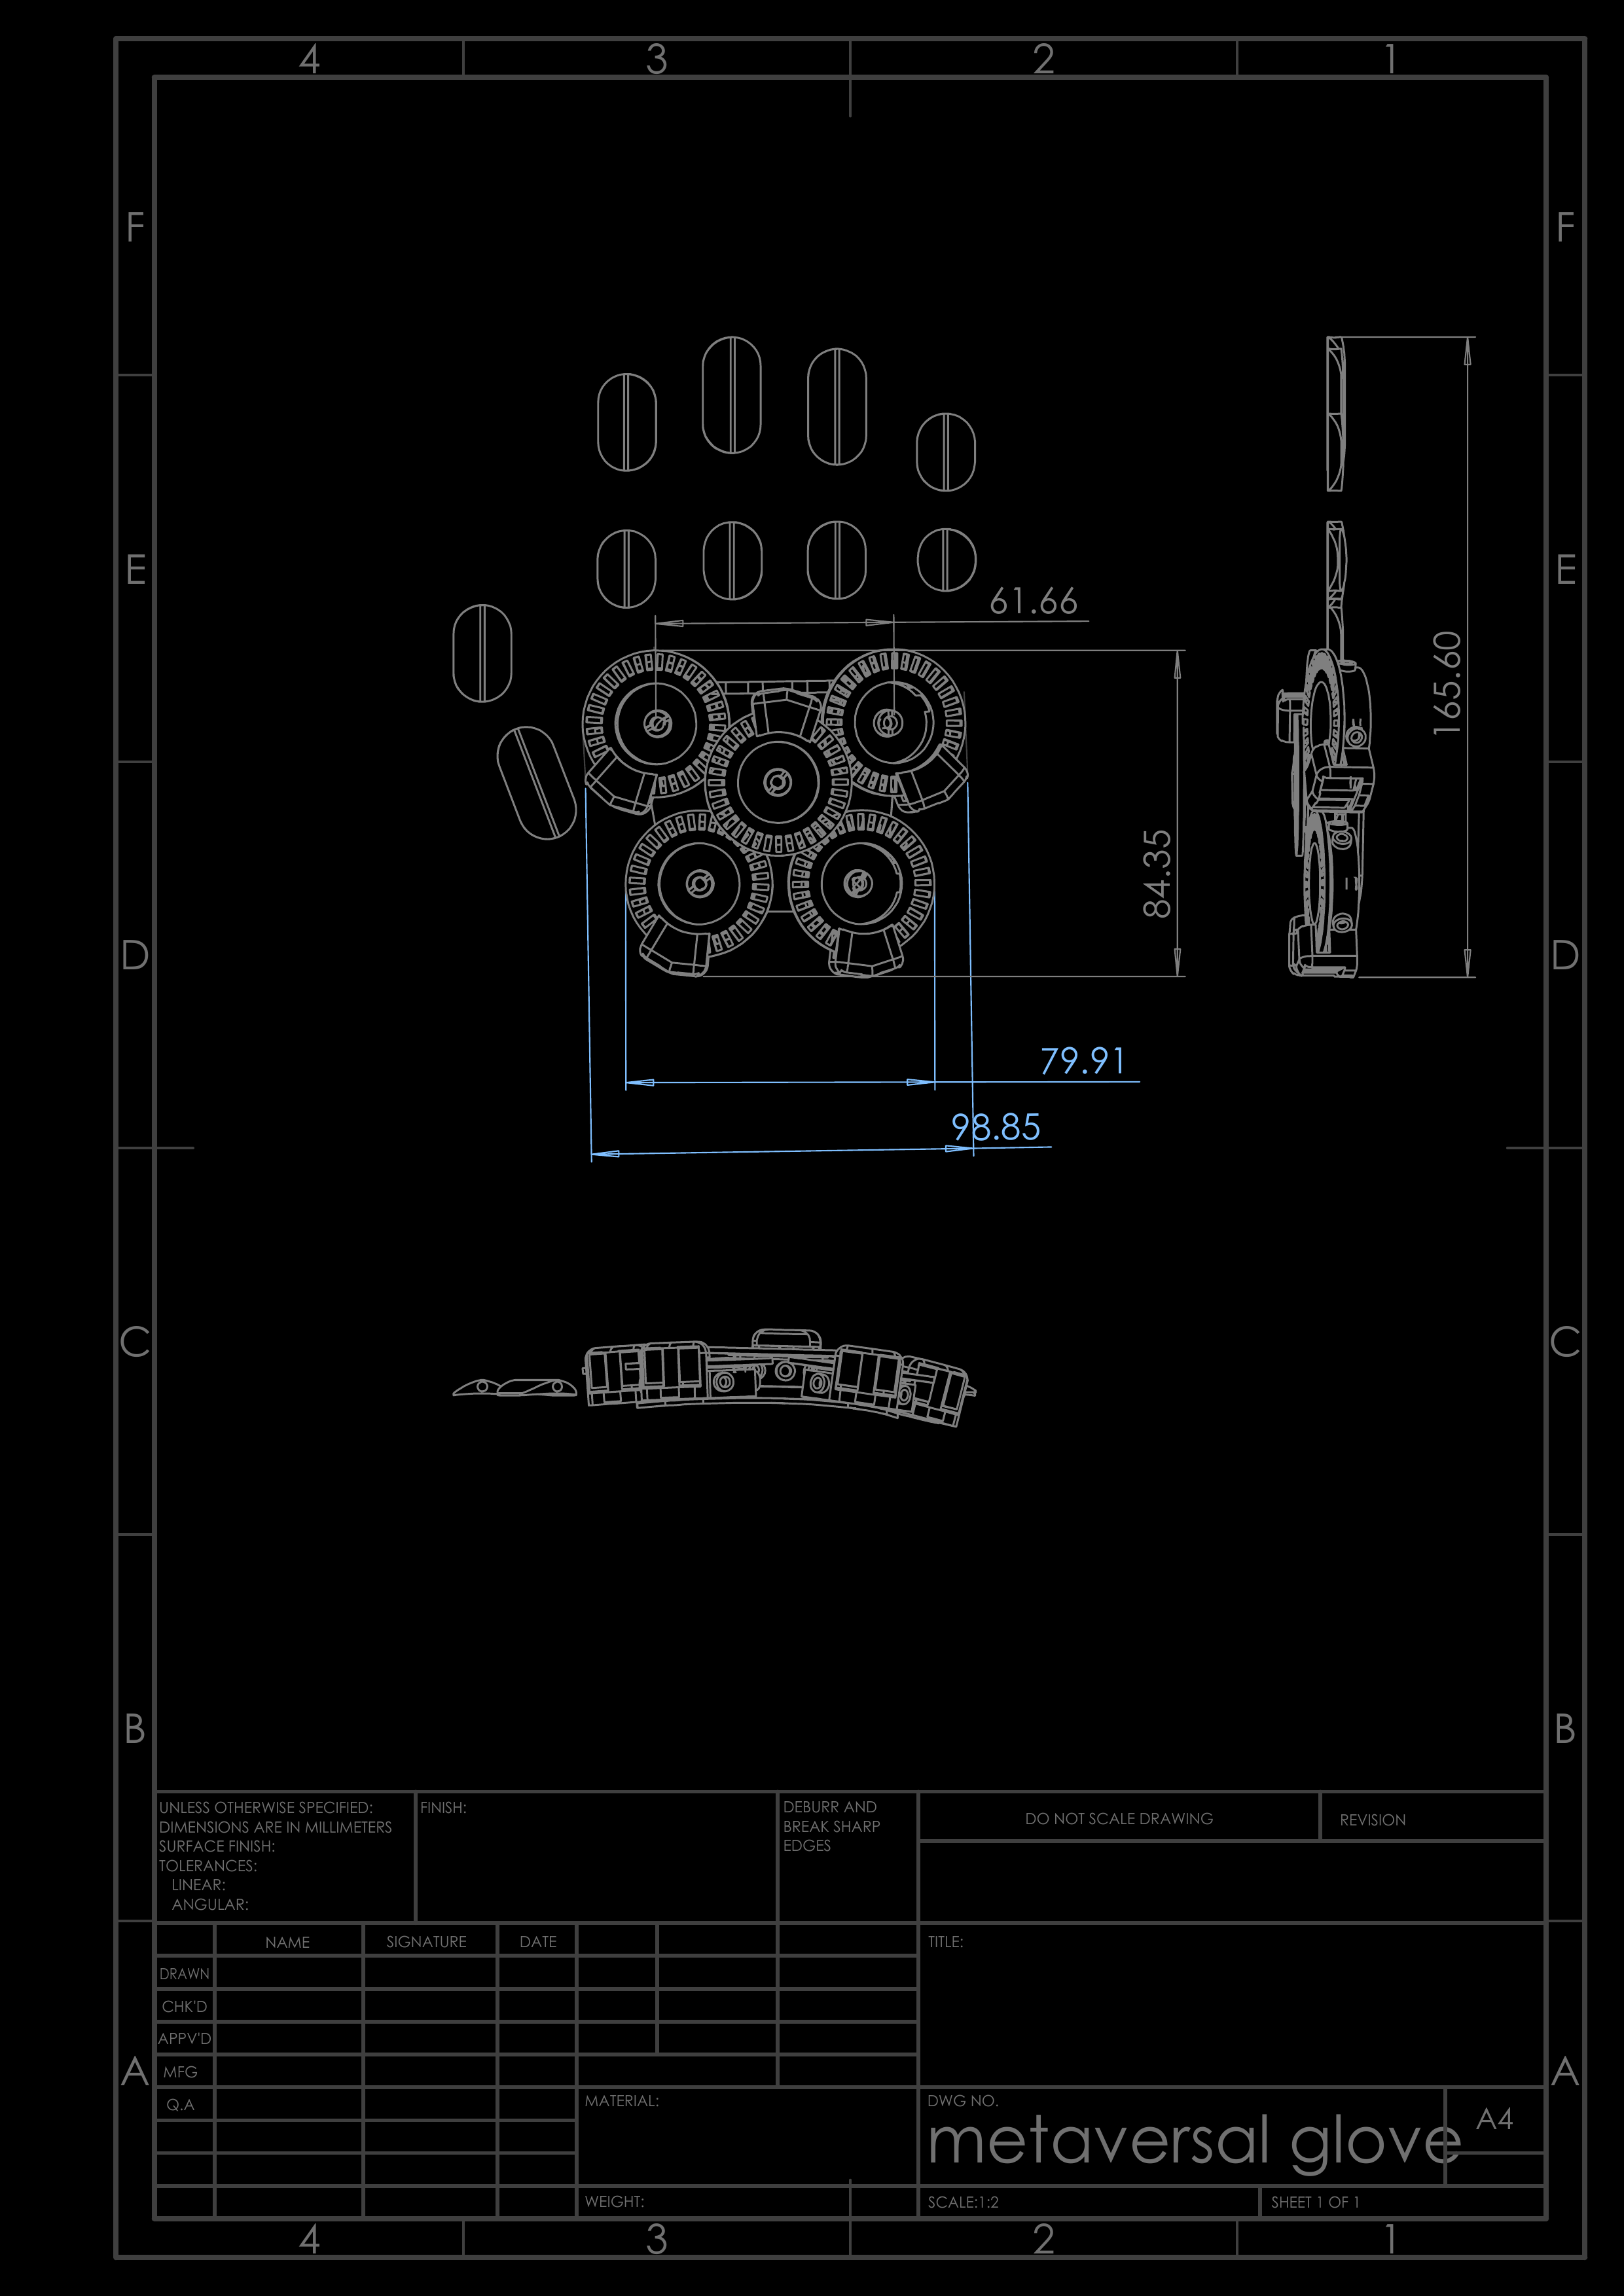 4 3 2 1
F F
E E
61.66
165.60
84.35
D D
79.91
98.85
C C
B B
UNLESS OTHERWISE SPECIFIED:
DIMENSIONS ARE IN MILLIMETERS
SURFACE FINISH:
TOLERANCES:
LINEAR:
ANGULAR:
FINISH:
DEBURR AND
BREAK SHARP
EDGES
DO NOT SCALE DRAWING
REVISION
NAME SIGNATURE DATE
TITLE:
DRAWN
CHK'D
APPV'D
A A
MFG
Q.A
MATERIAL:
DWG NO.
metaversal glove
A4
WEIGHT:
SCALE:1:2
SHEET 1 OF 1
4 3 2 1